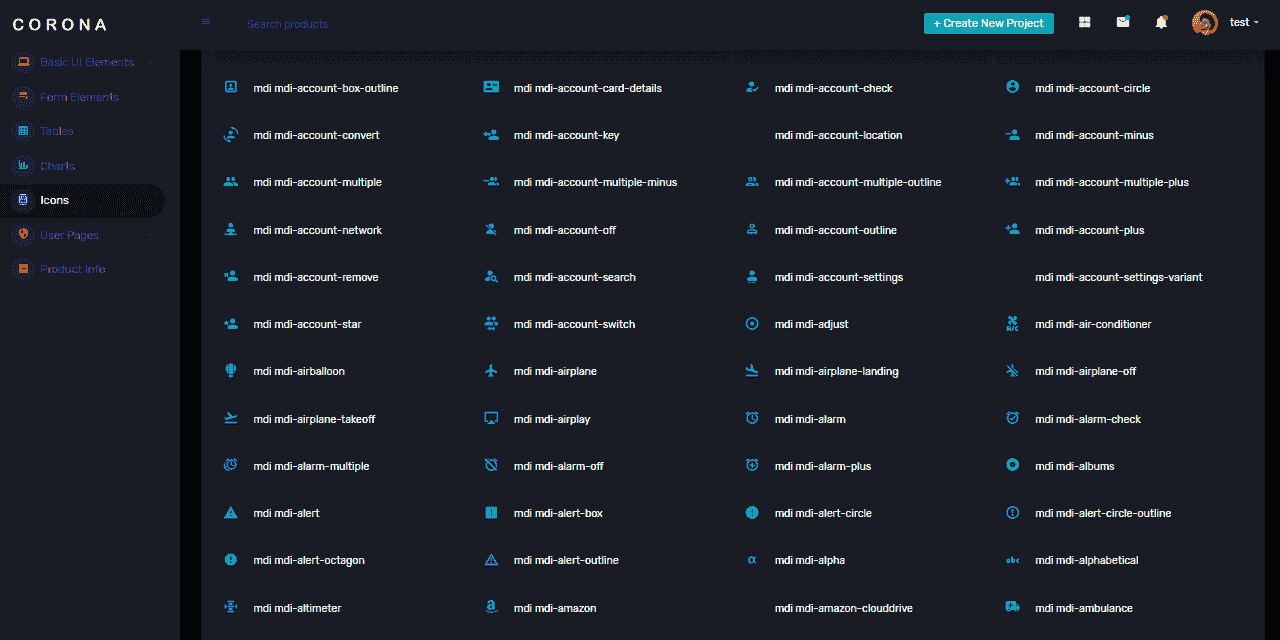 CORONA
Search products
+ Create New Project
test
Basic UI Elements
Form Elements
Tables
Charts
Icons
User Pages
Product Info
mdi mdi-account-box-outline
mdi mdi-account-card-details
mdi mdi-account-check
mdi mdi-account-circle
mdi mdi-account-convert
mdi mdi-account-key
mdi mdi-account-location
mdi mdi-account-minus
mdi mdi-account-multiple
mdi mdi-account-multiple-minus
mdi mdi-account-multiple-outline
mdi mdi-account-multiple-plus
mdi mdi-account-network
mdi mdi-account-off
mdi mdi-account-outline
mdi mdi-account-plus
mdi mdi-account-remove
mdi mdi-account-search
mdi mdi-account-settings
mdi mdi-account-settings-variant
mdi mdi-account-star
mdi mdi-account-switch
mdi mdi-adjust
A/C
mdi mdi-air-conditioner
mdi mdi-airballoon
mdi mdi-airplane
mdi mdi-airplane-landing
mdi mdi-airplane-off
mdi mdi-airplane-takeoff
mdi mdi-airplay
mdi mdi-alarm
mdi mdi-alarm-check
mdi mdi-alarm-multiple
mdi mdi-alarm-off
mdi mdi-alarm-plus
mdi mdi-albums
mdi mdi-alert
mdi mdi-alert-box
mdi mdi-alert-circle
mdi mdi-alert-circle-outline
mdi mdi-alert-octagon
mdi mdi-alert-outline
α
mdi mdi-alpha
abc
mdi mdi-alphabetical
mdi mdi-altimeter
a
mdi mdi-amazon
mdi mdi-amazon-clouddrive
mdi mdi-ambulance